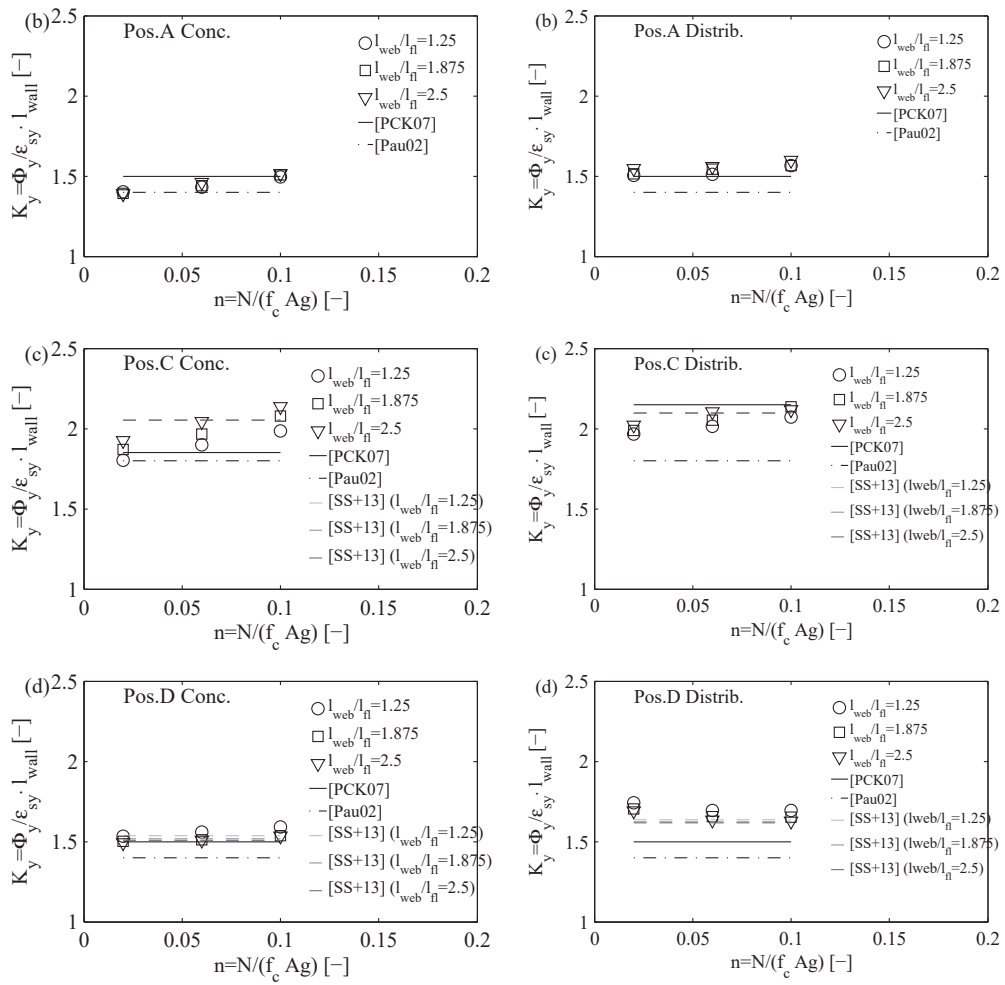 (b)
Pos.A Conc.
l_web/l_fl=1.25
l_web/l_fl=1.875
l_web/l_fl=2.5
[PCK07]
[Pau02]
2.5
2
1.5
1
0
0.05
0.1
0.15
0.2
K_y=Φ_y/ε_sy· l_wall [−]
n=N/(f_c Ag) [−]
(b)
Pos.A Distrib.
l_web/l_fl=1.25
l_web/l_fl=1.875
l_web/l_fl=2.5
[PCK07]
[Pau02]
2.5
2
1.5
1
0
0.05
0.1
0.15
0.2
K_y=Φ_y/ε_sy· l_wall [−]
n=N/(f_c Ag) [−]
(c)
Pos.C Conc.
l_web/l_fl=1.25
l_web/l_fl=1.875
l_web/l_fl=2.5
[PCK07]
[Pau02]
[SS+13] (l_web/l_fl=1.25)
[SS+13] (l_web/l_fl=1.875)
[SS+13] (l_web/l_fl=2.5)
2.5
2
1.5
1
0
0.05
0.1
0.15
0.2
K_y=Φ_y/ε_sy· l_wall [−]
n=N/(f_c Ag) [−]
(c)
Pos.C Distrib.
l_web/l_fl=1.25
l_web/l_fl=1.875
l_web/l_fl=2.5
[PCK07]
[Pau02]
[SS+13] (lweb/l_fl=1.25)
[SS+13] (lweb/l_fl=1.875)
[SS+13] (lweb/l_fl=2.5)
2.5
2
1.5
1
0
0.05
0.1
0.15
0.2
K_y=Φ_y/ε_sy· l_wall [−]
n=N/(f_c Ag) [−]
(d)
Pos.D Conc.
l_web/l_fl=1.25
l_web/l_fl=1.875
l_web/l_fl=2.5
[PCK07]
[Pau02]
[SS+13] (l_web/l_fl=1.25)
[SS+13] (l_web/l_fl=1.875)
[SS+13] (l_web/l_fl=2.5)
2.5
2
1.5
1
0
0.05
0.1
0.15
0.2
K_y=Φ_y/ε_sy· l_wall [−]
n=N/(f_c Ag) [−]
(d)
Pos.D Distrib.
l_web/l_fl=1.25
l_web/l_fl=1.875
l_web/l_fl=2.5
[PCK07]
[Pau02]
[SS+13] (lweb/l_fl=1.25)
[SS+13] (lweb/l_fl=1.875)
[SS+13] (lweb/l_fl=2.5)
2.5
2
1.5
1
0
0.05
0.1
0.15
0.2
K_y=Φ_y/ε_sy· l_wall [−]
n=N/(f_c Ag) [−]